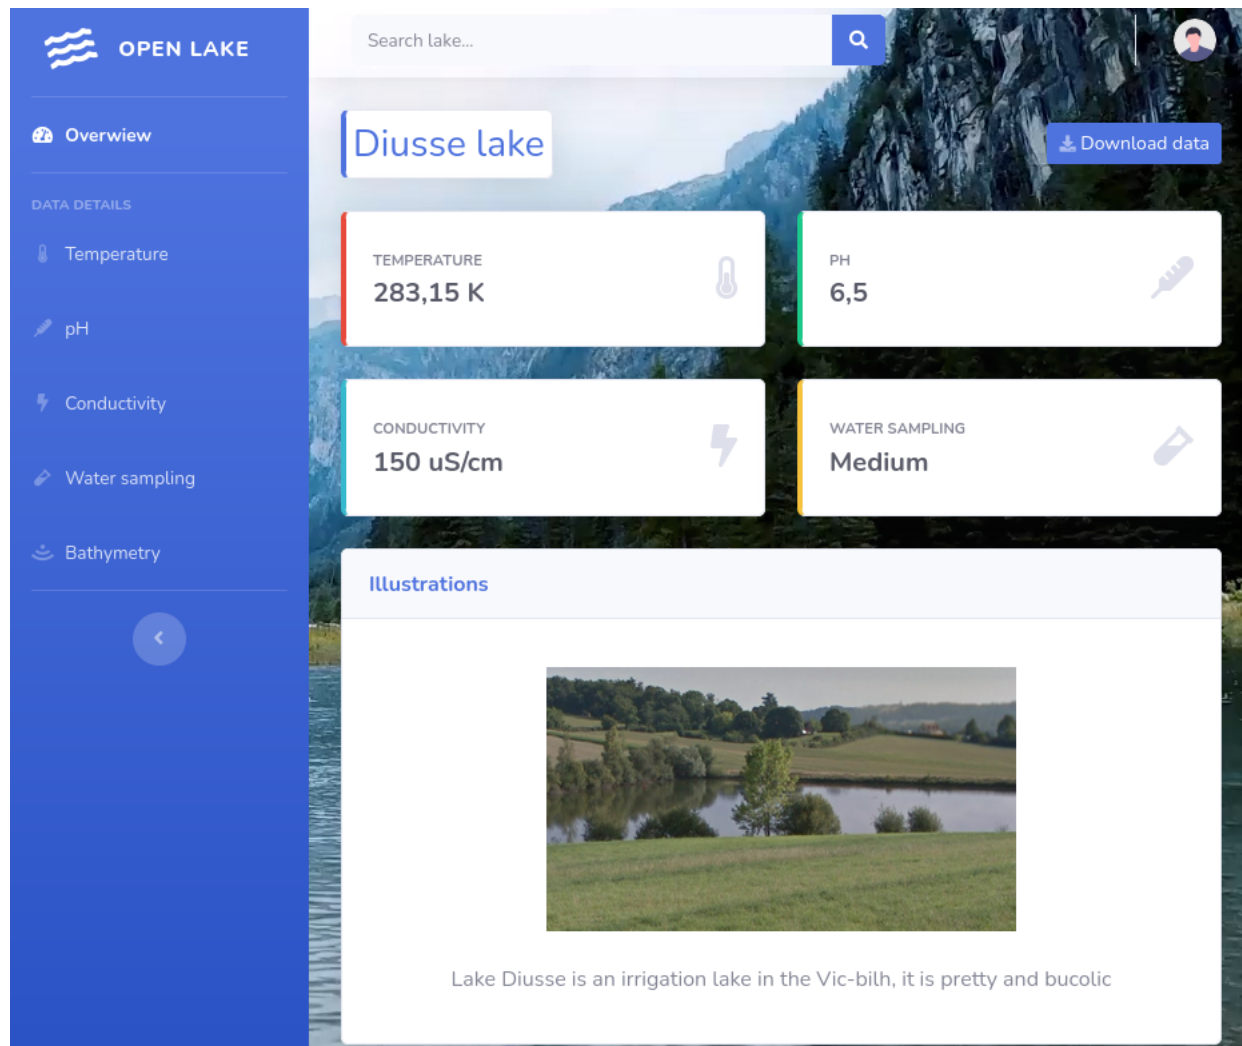 OPEN LAKE
Search lake...
Overwiew
Diusse lake
Download data
DATA DETAILS
Temperature
pH
Conductivity
Water sampling
Bathymetry
TEMPERATURE
283,15 K
PH
6,5
CONDUCTIVITY
150 uS/cm
WATER SAMPLING
Medium
Illustrations
Lake Diusse is an irrigation lake in the Vic-bilh, it is pretty and bucolic